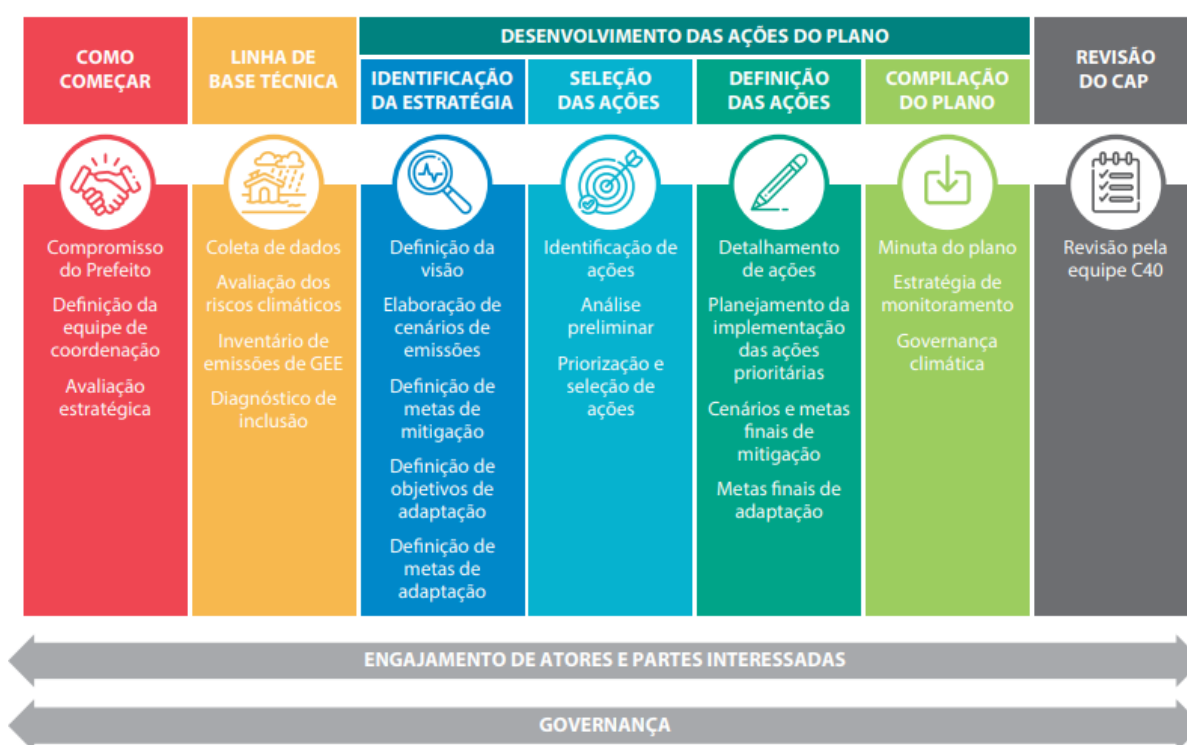 COMO
COMEÇAR
LINHA DE
BASE TÉCNICA
DESENVOLVIMENTO DAS AÇÕES DO PLANO
IDENTIFICAÇÃO
DA ESTRATÉGIA
SELEÇÃO
DAS AÇÕES
DEFINIÇÃO
DAS AÇÕES
COMPILAÇÃO
DO PLANO
REVISÃO
DO CAP
Compromisso
do Prefeito
Definição da
equipe de
coordenação
Avaliação
estratégica
Coleta de dados
Avaliação dos
riscos climáticos
Inventário de
emissões de GEE
Diagnóstico de
inclusão
Definição da
visão
Elaboração de
cenários de
emissões
Definição de
metas de
mitigação
Definição de
objetivos de
adaptação
Definição de
metas de
adaptação
Identificação de
ações
Análise
preliminar
Priorização e
seleção de
ações
Detalhamento
de ações
Planejamento da
implementação
das ações
prioritárias
Cenários e metas
finais de
mitigação
Metas finais de
adaptação
Minuta do plano
Estratégia de
monitoramento
Governança
climática
Revisão pela
equipe C40
ENGAJAMENTO DE ATORES E PARTES INTERESSADAS
GOVERNANÇA